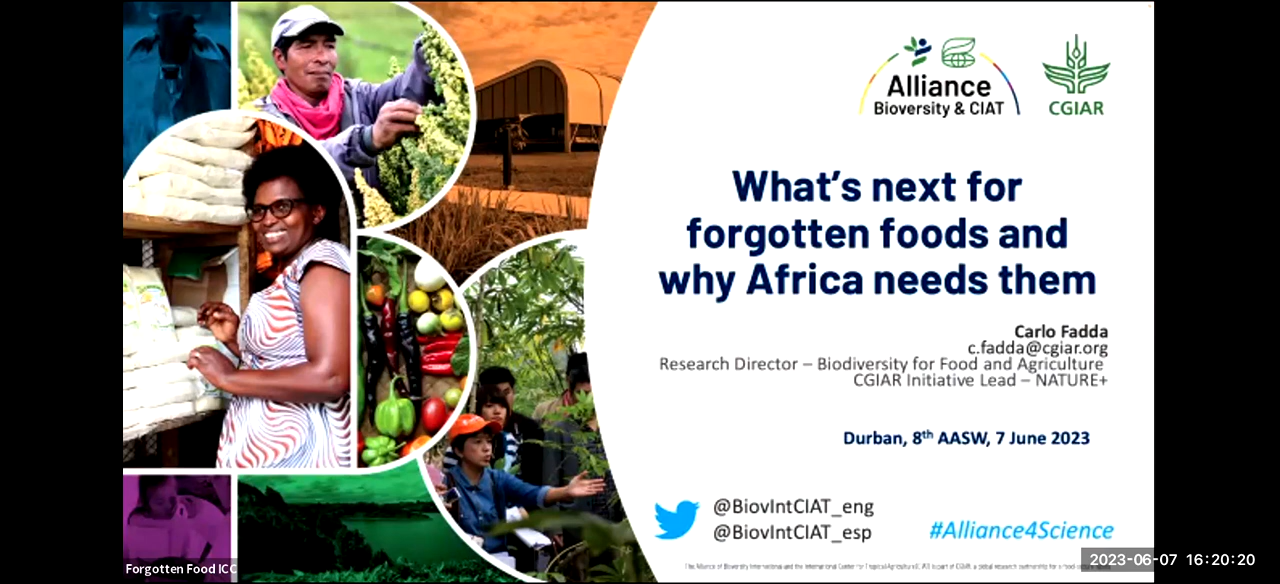 Alliance
Bioversity & CIAT
CGIAR
What's next for
forgotten foods and
why Africa needs them
Carlo Fadda
c.fadda@cgiar.org
Research Director – Biodiversity for Food and Agriculture
CGIAR Initiative Lead – NATURE+
Durban, 8th AASW, 7 June 2023
@BiovIntCIAT_eng
@BiovIntCIAT_esp
#Alliance4Science
2023-06-07 16:20:20
Forgotten Food ICC